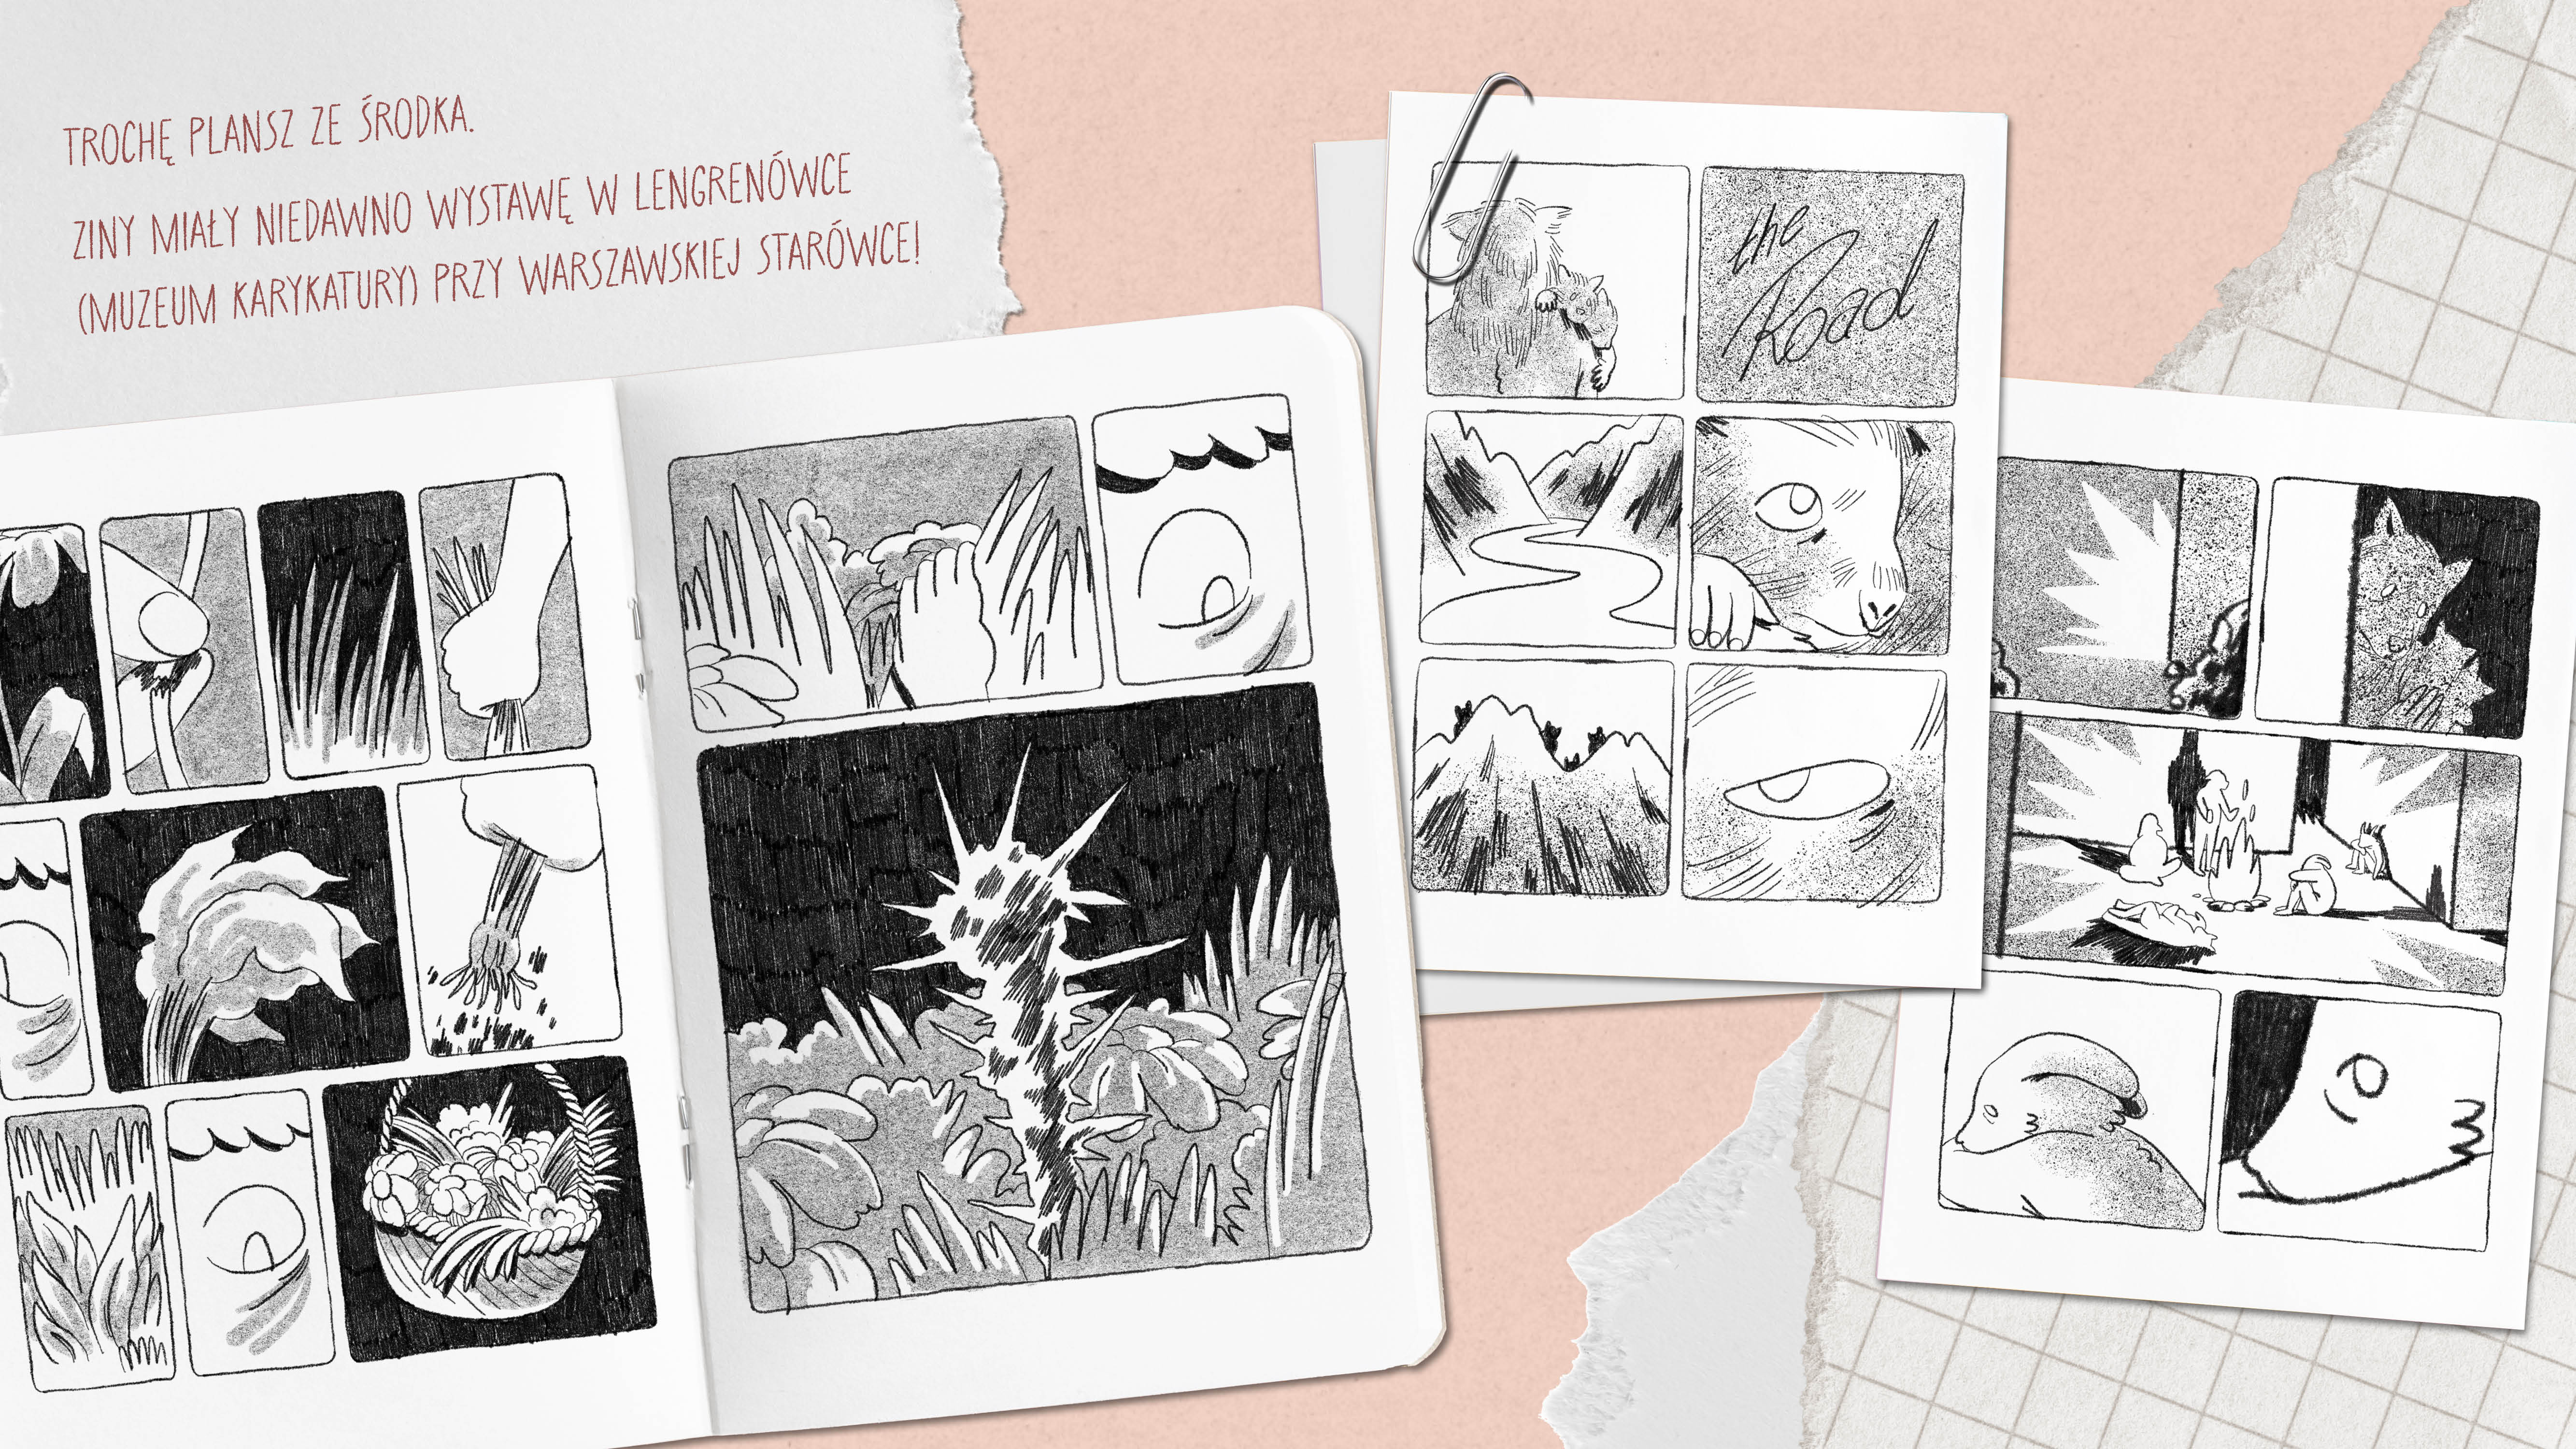 TROCHĘ PLANSZ ZE ŚRODKA.
ZINY MIAŁY NIEDAWNO WYSTAWĘ W LENGRENÓWCE
(MUZEUM KARYKATURY) PRZY WARSZAWSKIEJ STARÓWCE!
the
Road